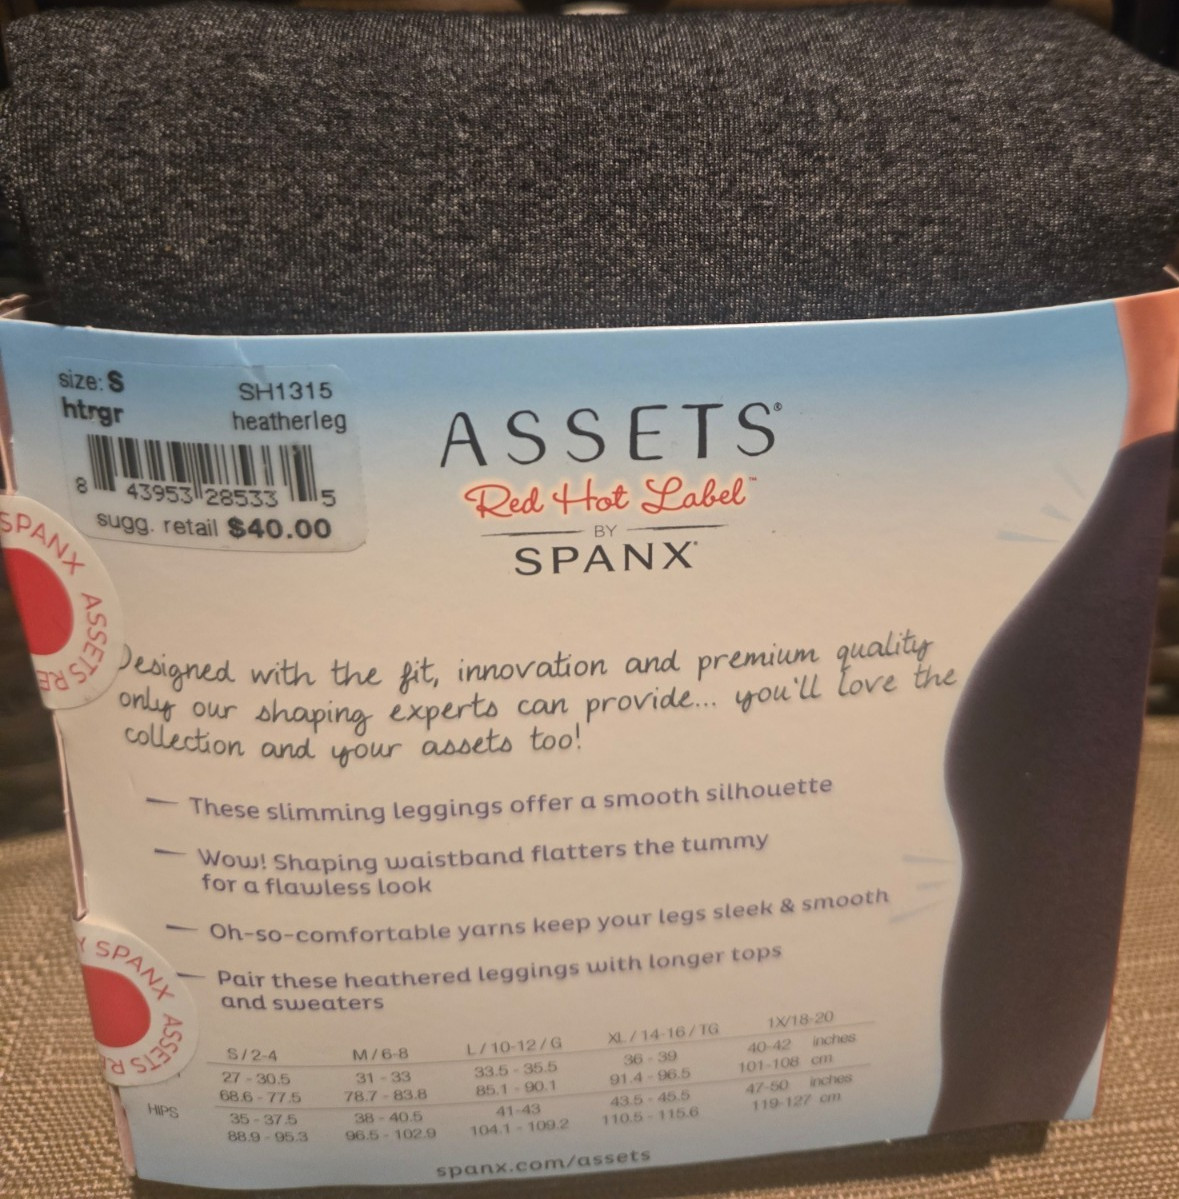 size: S SH1315
htrgr heatherleg
8 43953 28533 5
sugg. retail $40.00
ASSETS®
Red Hot Label™
BY
SPANX®
SPANX ASSETS RE
Designed with the fit, innovation and premium quality
only our shaping experts can provide... you'll love the
collection and your assets too!
— These slimming leggings offer a smooth silhouette
— Wow! Shaping waistband flatters the tummy
for a flawless look
— Oh-so-comfortable yarns keep your legs sleek & smooth
— Pair these heathered leggings with longer tops
and sweaters
Y SPANX ASSETS RE
S / 2-4 M / 6-8 L / 10-12 / G XL / 14-16 / TG 1X/18-20
27 - 30.5 31 - 33 33.5 - 35.5 36 - 39 40-42 inches
68.6 - 77.5 78.7 - 83.8 85.1 - 90.1 91.4 - 96.5 101-108 cm
HIPS 35 - 37.5 38 - 40.5 41-43 43.5 - 45.5 47-50 inches
88.9 - 95.3 96.5 - 102.9 104.1 - 109.2 110.5 - 115.6 119-127 cm
spanx.com/assets